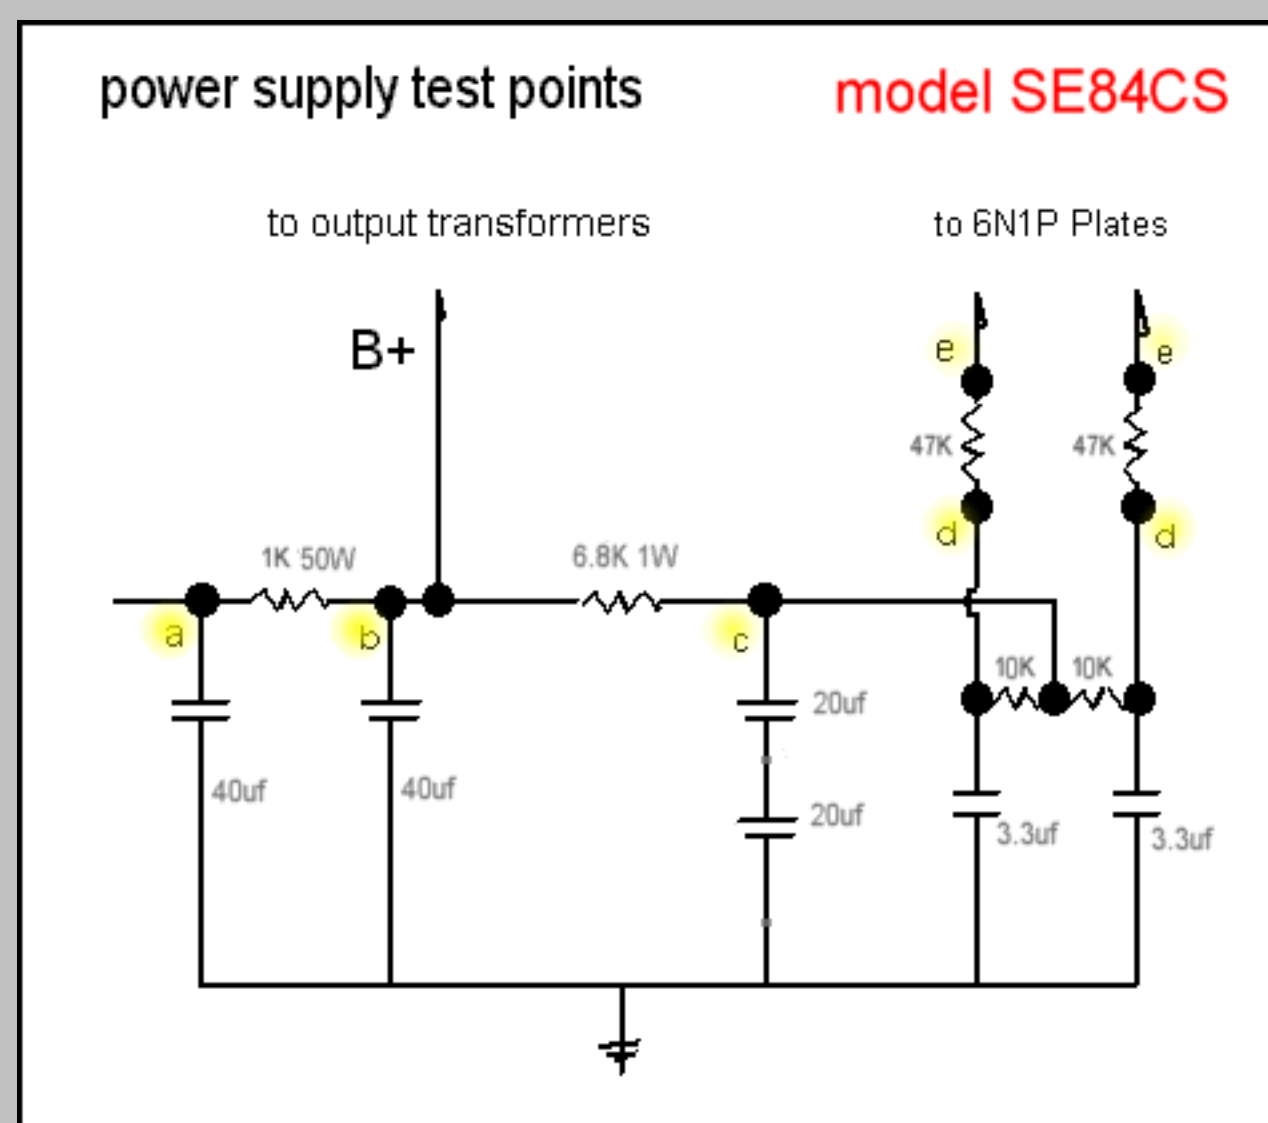 power supply test points
model SE84CS
to output transformers
to 6N1P Plates
B+
e
e
47K
47K
d
d
1K 50W
6.8K 1W
a
b
c
10K
10K
20uf
40uf
40uf
20uf
3.3uf
3.3uf